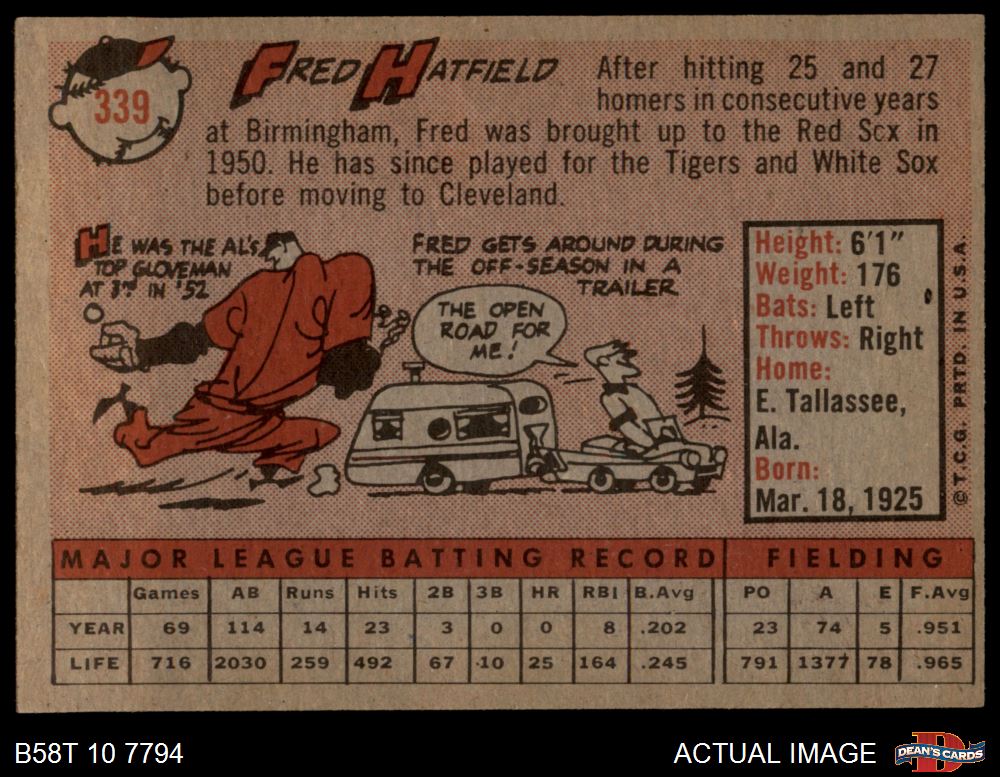 339
FRED HATFIELD
After hitting 25 and 27
homers in consecutive years
at Birmingham, Fred was brought up to the Red Scx in
1950. He has since played for the Tigers and White Sox
before moving to Cleveland.
HE WAS THE AL's
TOP GLOVEMAN
AT 3RD IN '52
FRED GETS AROUND DURING
THE OFF-SEASON IN A
TRAILER
THE OPEN
ROAD FOR
ME!
Height: 6'1"
Weight: 176
Bats: Left
Throws: Right
Home:
E. Tallassee,
Ala.
Born:
Mar. 18, 1925
© T.C.G. PRTD. IN U.S.A.
MAJOR LEAGUE BATTING RECORD FIELDING
Games AB Runs Hits 2B 3B HR RBI B.Avg PO A E F.Avg
YEAR 69 114 14 23 3 0 0 8 .202 23 74 5 .951
LIFE 716 2030 259 492 67 10 25 164 .245 791 1377 78 .965
B58T 10 7794
ACTUAL IMAGE
D
DEAN'S CARDS